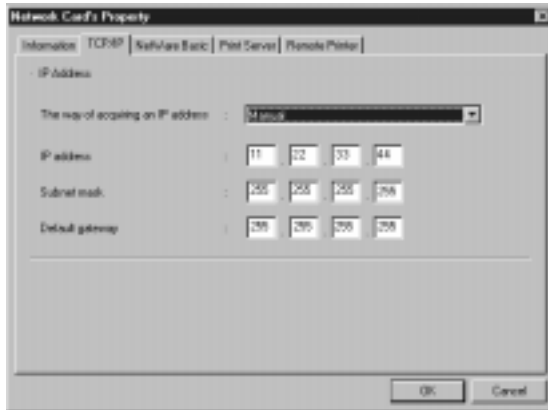 Network Card's Property
Information TCP/IP NetWare Basic Print Server Remote Printer
IP Address
The way of acquiring an IP address : Manual
IP address : 11 . 22 . 33 . 44
Subnet mask : 255 . 255 . 255 . 255
Default gateway : 255 . 255 . 255 . 255
OK Cancel